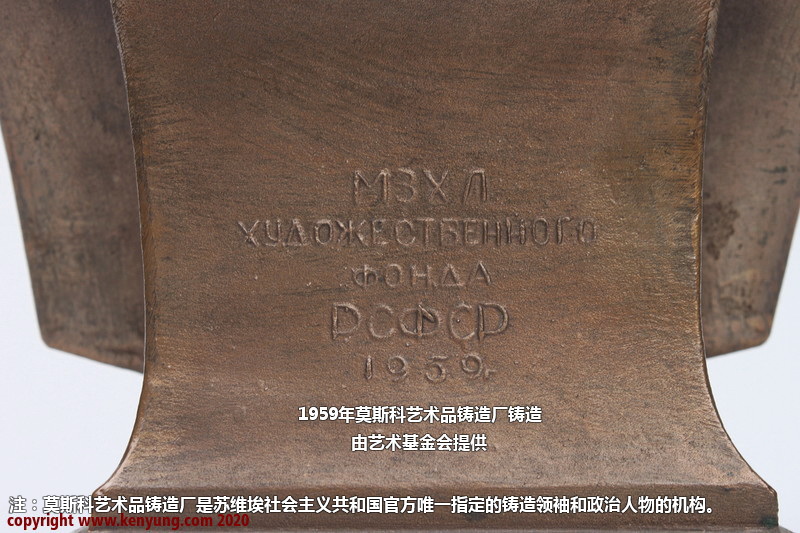 МЗХЛ
ХУДОЖЕСТВЕННОГО
ФОНДА
РСФСР
1959г.
1959年莫斯科艺术品铸造厂铸造
由艺术基金会提供
注：莫斯科艺术品铸造厂是苏维埃社会主义共和国官方唯一指定的铸造领袖和政治人物的机构。
copyright www.kenyung.com 2020